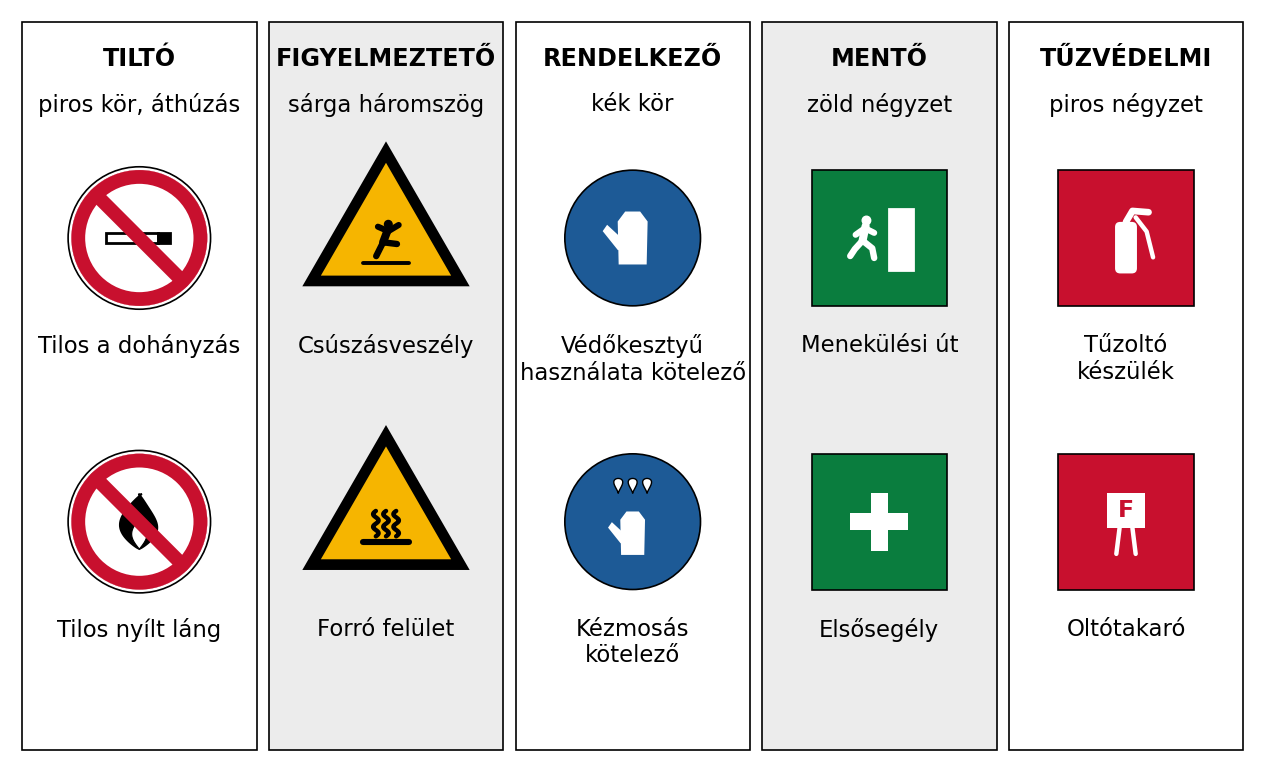 TILTÓ
piros kör, áthúzás
Tilos a dohányzás
Tilos nyílt láng
FIGYELMEZTETŐ
sárga háromszög
Csúszásveszély
Forró felület
RENDELKEZŐ
kék kör
Védőkesztyű
használata kötelező
Kézmosás
kötelező
MENTŐ
zöld négyzet
Menekülési út
Elsősegély
TŰZVÉDELMI
piros négyzet
Tűzoltó
készülék
F
Oltótakaró